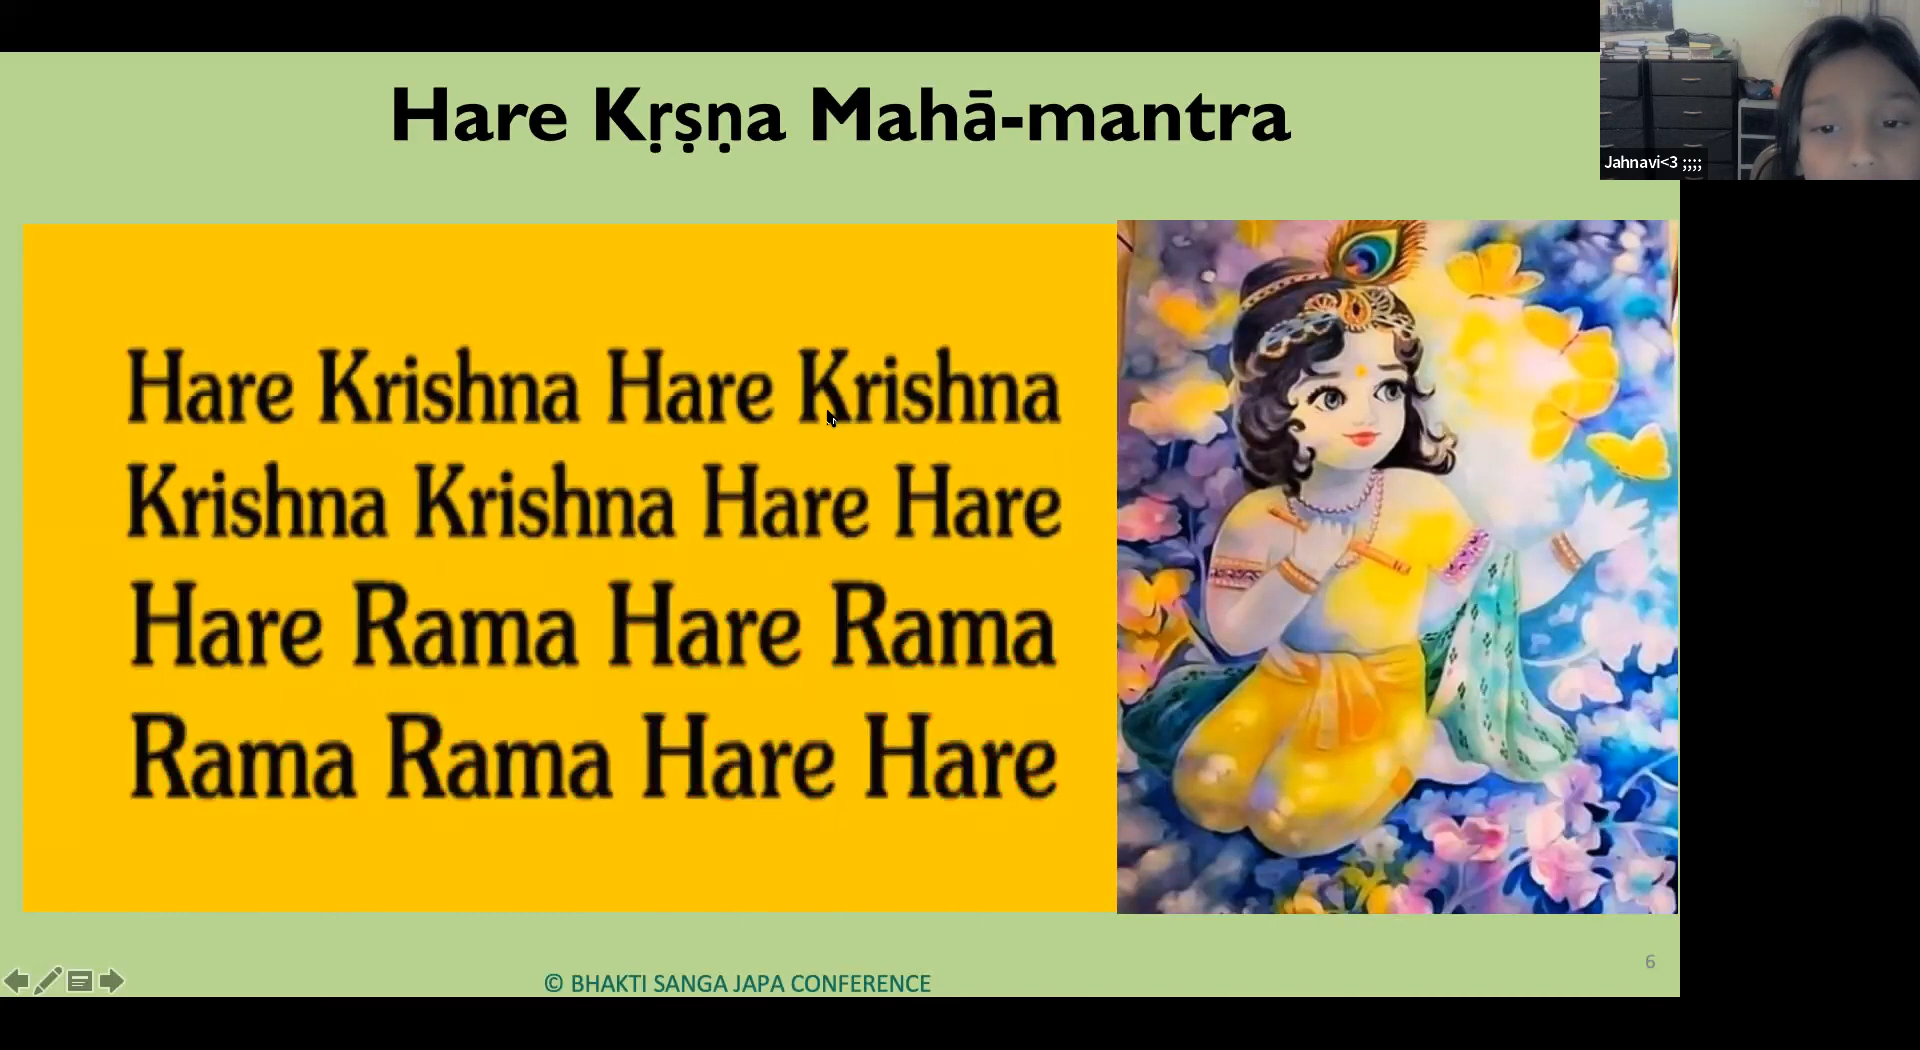 Hare Kṛṣṇa Mahā-mantra
Jahnavi<3 ;;;;
Hare Krishna Hare Krishna
Krishna Krishna Hare Hare
Hare Rama Hare Rama
Rama Rama Hare Hare
6
© BHAKTI SANGA JAPA CONFERENCE